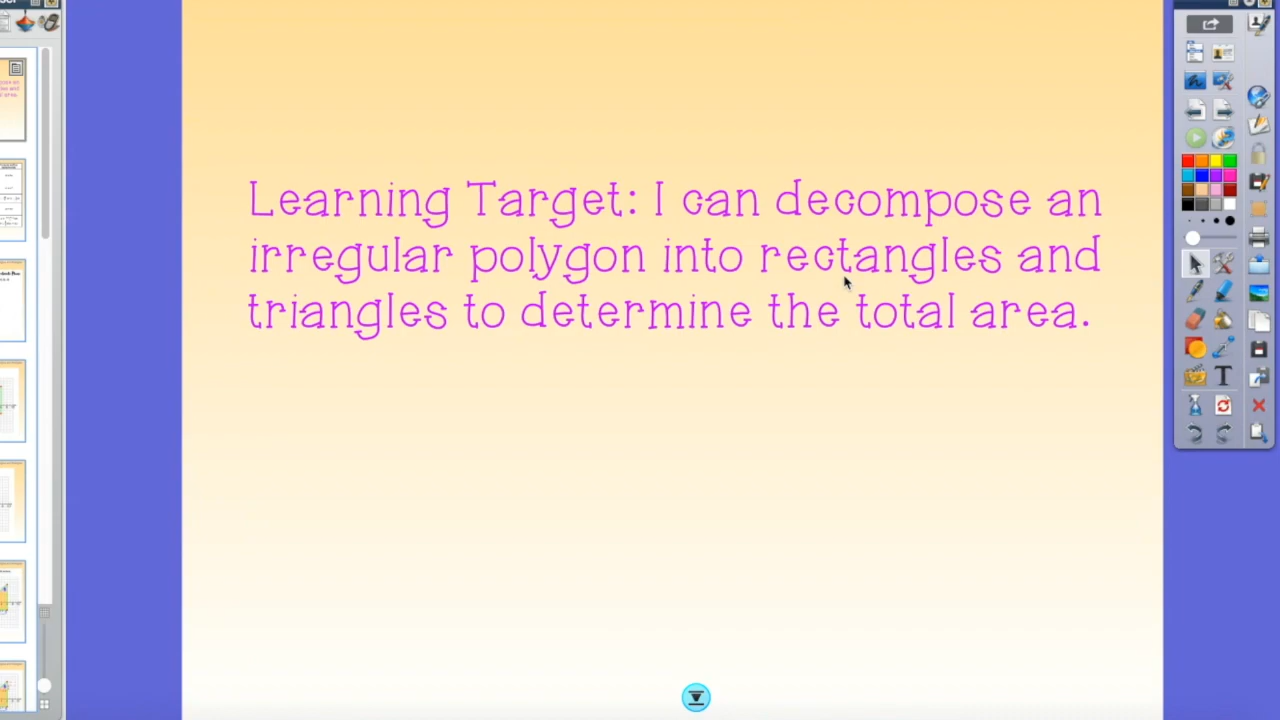 Learning Target: I can decompose an
irregular polygon into rectangles and
triangles to determine the total area.